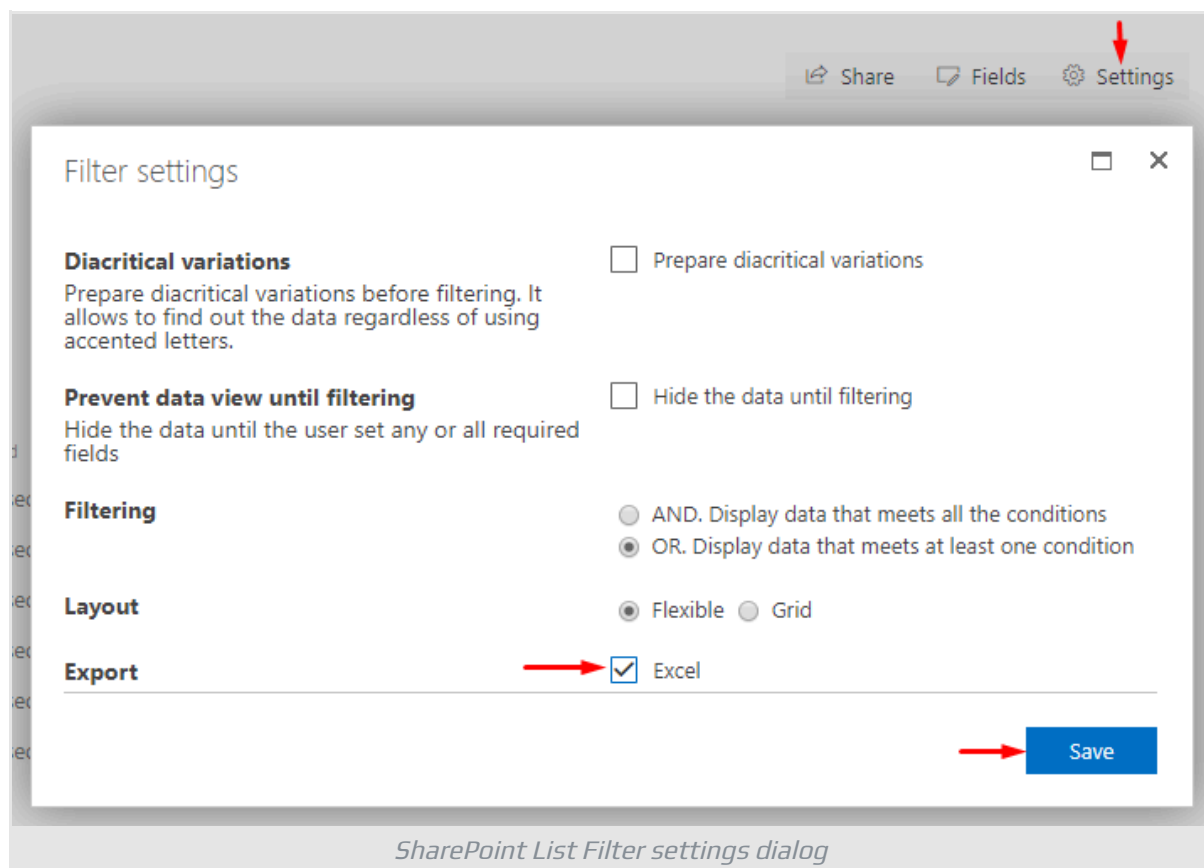 Share Fields Settings
Filter settings
Diacritical variations
Prepare diacritical variations
Prepare diacritical variations before filtering. It
allows to find out the data regardless of using
accented letters.
Prevent data view until filtering
Hide the data until filtering
Hide the data until the user set any or all required
fields
Filtering
AND. Display data that meets all the conditions
OR. Display data that meets at least one condition
Layout
Flexible Grid
Export
Excel
Save
SharePoint List Filter settings dialog